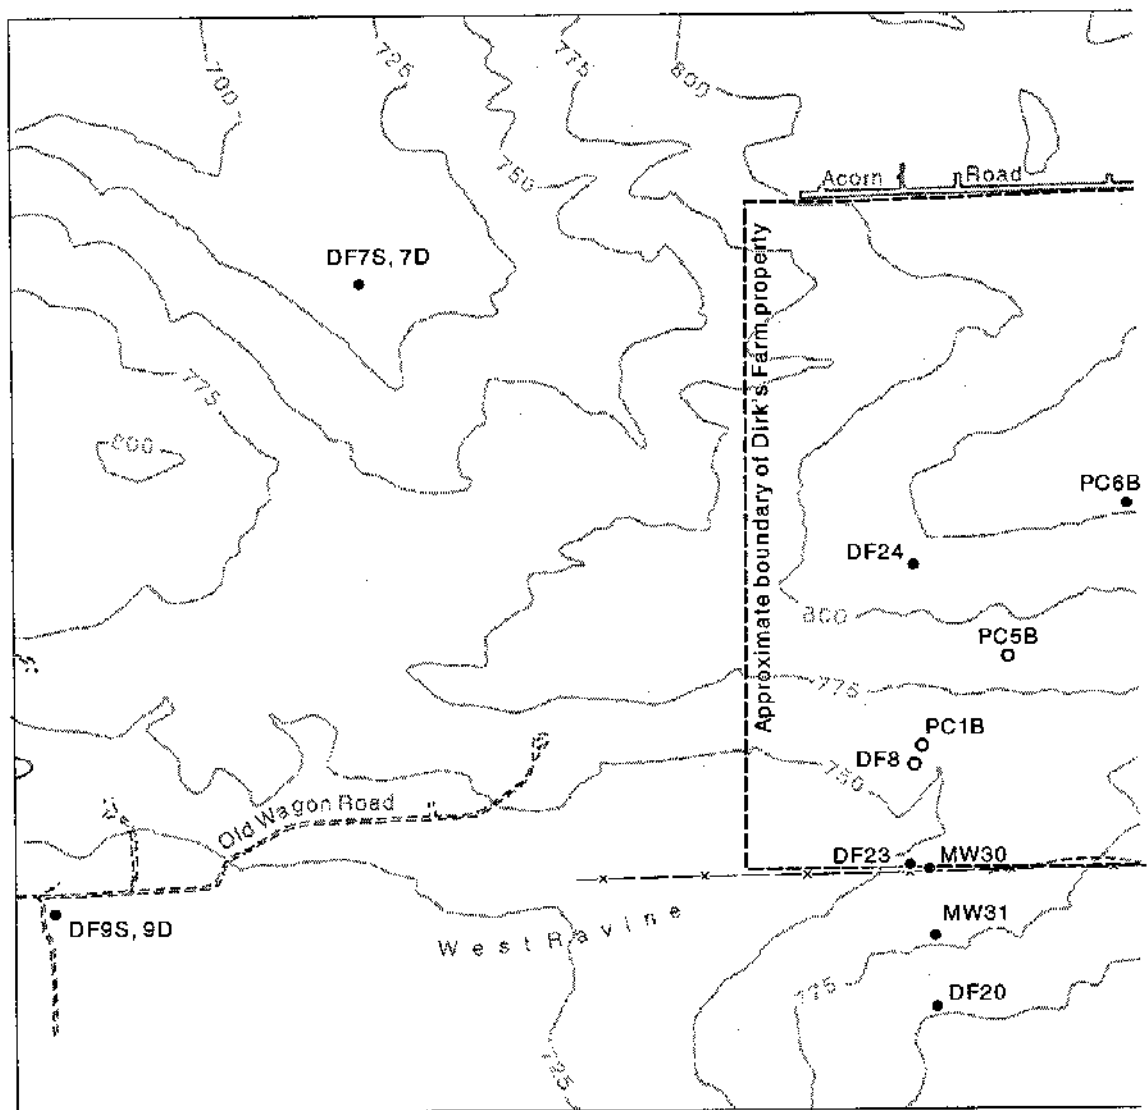 700
725
775
800
750
Acorn Road
DF7S, 7D
Approximate boundary of Dirk's Farm property
775
800
PC6B
DF24
800
PC5B
775
PC1B
DF8
750
Old Wagon Road
DF23
MW30
DF9S, 9D
West Ravine
MW31
775
DF20
725